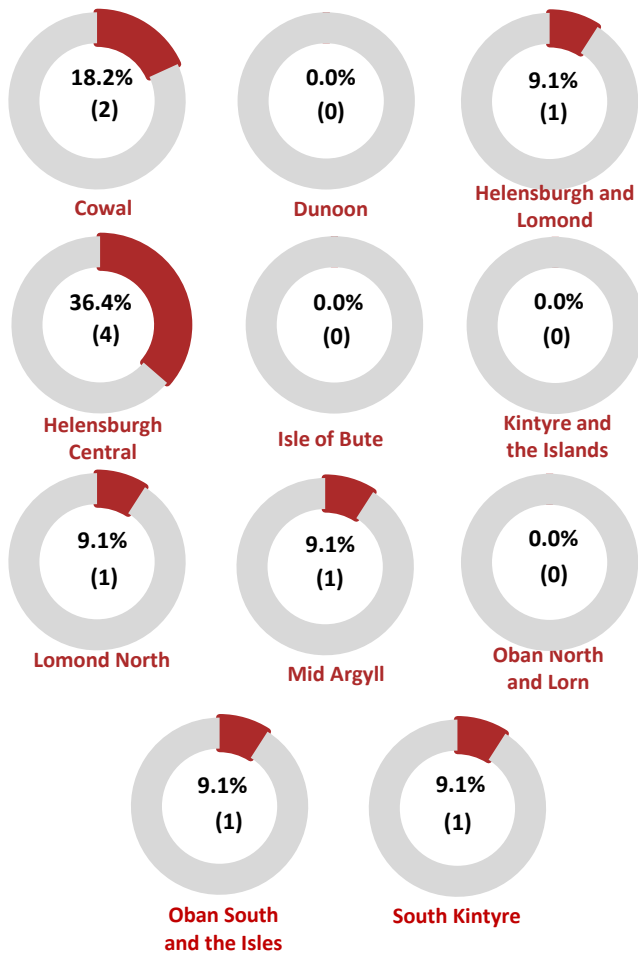 18.2%
(2)
Cowal
0.0%
(0)
Dunoon
9.1%
(1)
Helensburgh and
Lomond
36.4%
(4)
Helensburgh
Central
0.0%
(0)
Isle of Bute
0.0%
(0)
Kintyre and
the Islands
9.1%
(1)
Lomond North
9.1%
(1)
Mid Argyll
0.0%
(0)
Oban North
and Lorn
9.1%
(1)
Oban South
and the Isles
9.1%
(1)
South Kintyre